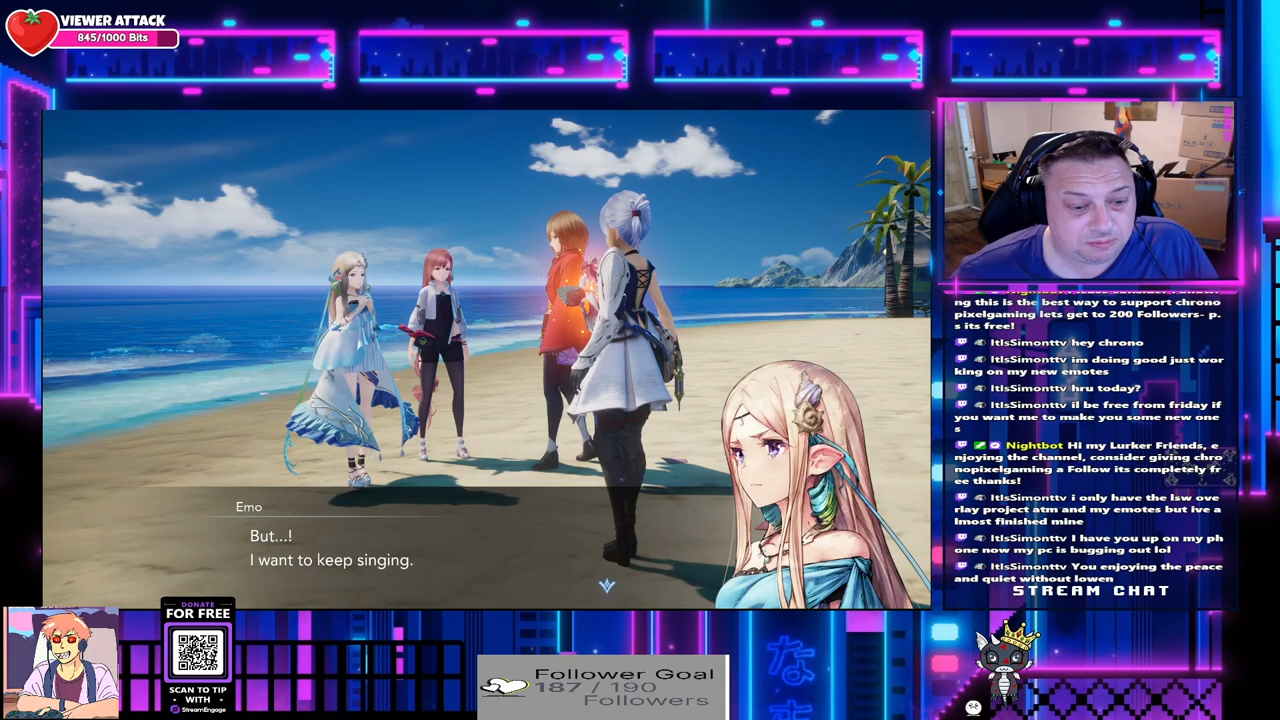 VIEWER ATTACK
845/1000 Bits
ng this is the best way to support chrono
pixelgaming lets get to 200 Followers- p.
s its free!
ItIsSimonttv hey chrono
ItIsSimonttv im doing good just wor
king on my new emotes
ItIsSimonttv hru today?
ItIsSimonttv il be free from friday if
you want me to make you some new one
s
Nightbot Hi my Lurker Friends, e
njoying the channel, consider giving chro
nopixelgaming a Follow its completely fr
ee thanks!
ItIsSimonttv i only have the lsw ove
rlay project atm and my emotes but ive a
lmost finished mine
ItIsSimonttv I have you up on my ph
one now my pc is bugging out lol
ItIsSimonttv You enjoying the peace
and quiet without lowen
STREAM CHAT
Emo
But...!
I want to keep singing.
DONATE
FOR FREE
SCAN TO TIP
WITH
StreamEngage
Follower Goal
187 / 190
Followers
な